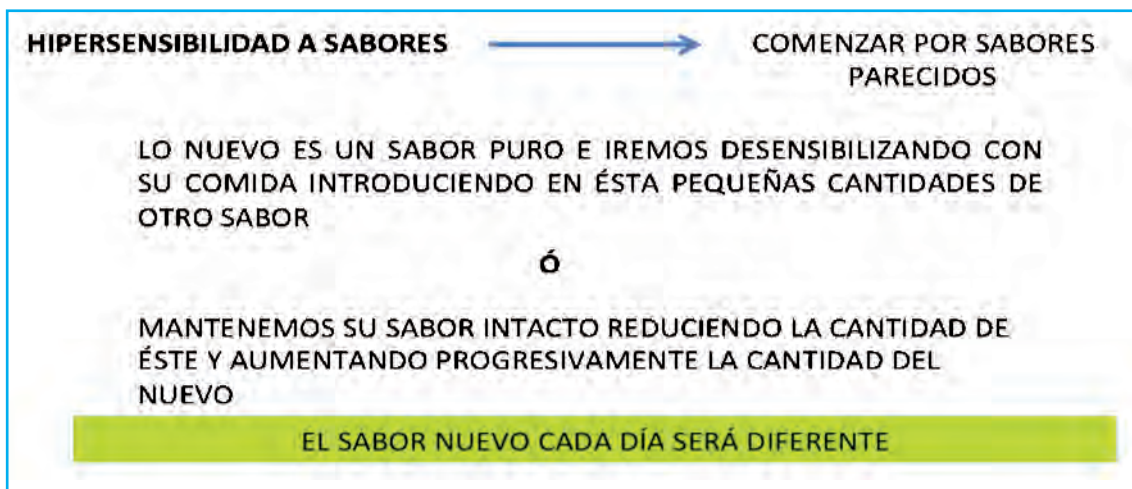 HIPERSENSIBILIDAD A SABORES
COMENZAR POR SABORES
PARECIDOS
LO NUEVO ES UN SABOR PURO E IREMOS DESENSIBILIZANDO CON
SU COMIDA INTRODUCIENDO EN ÉSTA PEQUEÑAS CANTIDADES DE
OTRO SABOR
Ó
MANTENEMOS SU SABOR INTACTO REDUCIENDO LA CANTIDAD DE
ÉSTE Y AUMENTANDO PROGRESIVAMENTE LA CANTIDAD DEL
NUEVO
EL SABOR NUEVO CADA DÍA SERÁ DIFERENTE